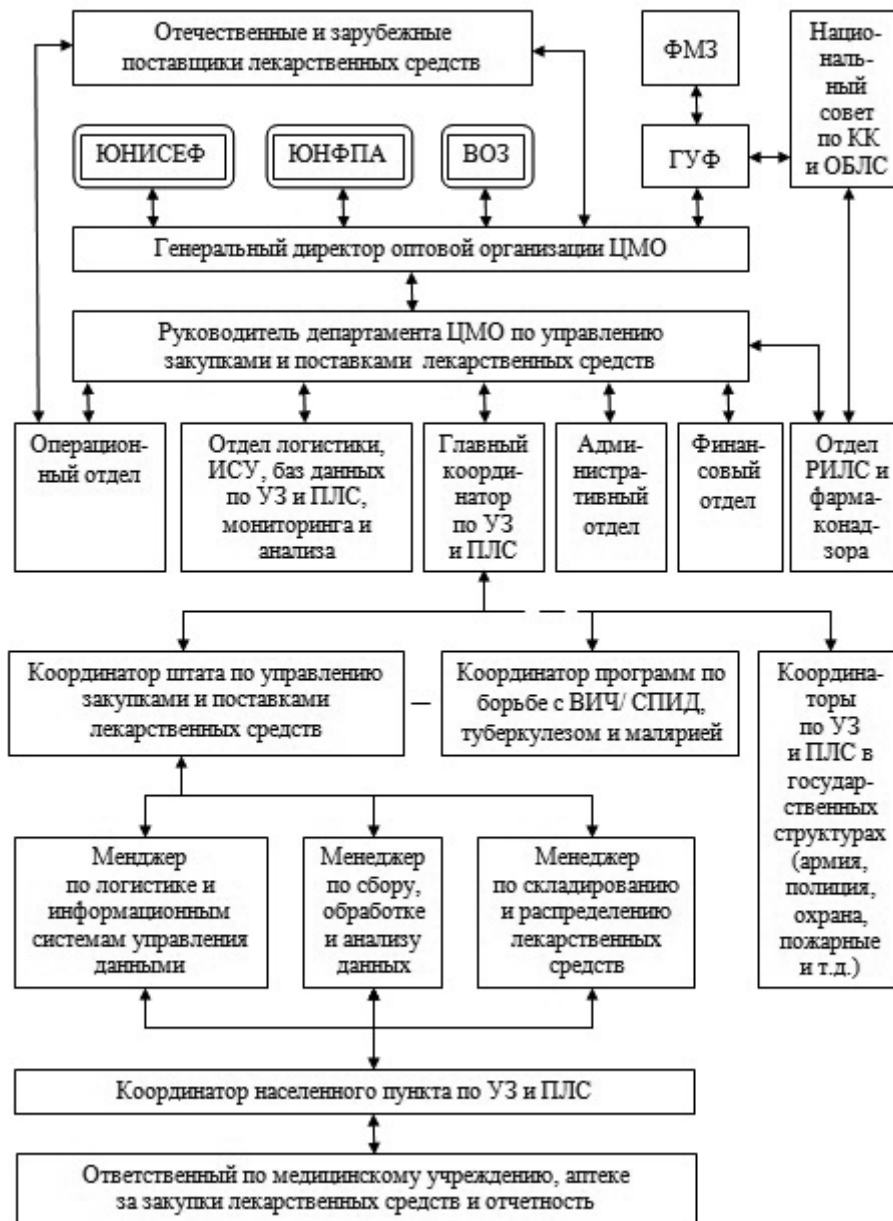 Отечественные и зарубежные
поставщики лекарственных средств
ФМЗ
Нацио-
наль-
ный
совет
по КК
и ОБЛС
ЮНИСЕФ
ЮНФПА
ВОЗ
ГУФ
Генеральный директор оптовой организации ЦМО
Руководитель департамента ЦМО по управлению
закупками и поставками лекарственных средств
Операцион-
ный отдел
Отдел логистики,
ИСУ, баз данных
по УЗ и ПЛС,
мониторинга и
анализа
Главный
коорди-
натор
по УЗ
и ПЛС
Адми-
нистра-
тивный
отдел
Финан-
совый
отдел
Отдел
РИЛС и
фарма-
конад-
зора
Координатор штата по управлению
закупками и поставками
лекарственных средств
Координатор программ по
борьбе с ВИЧ/ СПИД,
туберкулезом и малярией
Коорди-
наторы
по УЗ
и ПЛС в
государ-
ственных
структурах
(армия,
полиция,
охрана,
пожарные
и т.д.)
Менджер
по логистике и
информационным
системам управления
данными
Менеджер
по сбору,
обработке
и анализу
данных
Менеджер
по складированию
и распределению
лекарственных
средств
Координатор населенного пункта по УЗ и ПЛС
Ответственный по медицинскому учреждению, аптеке
за закупки лекарственных средств и отчетность